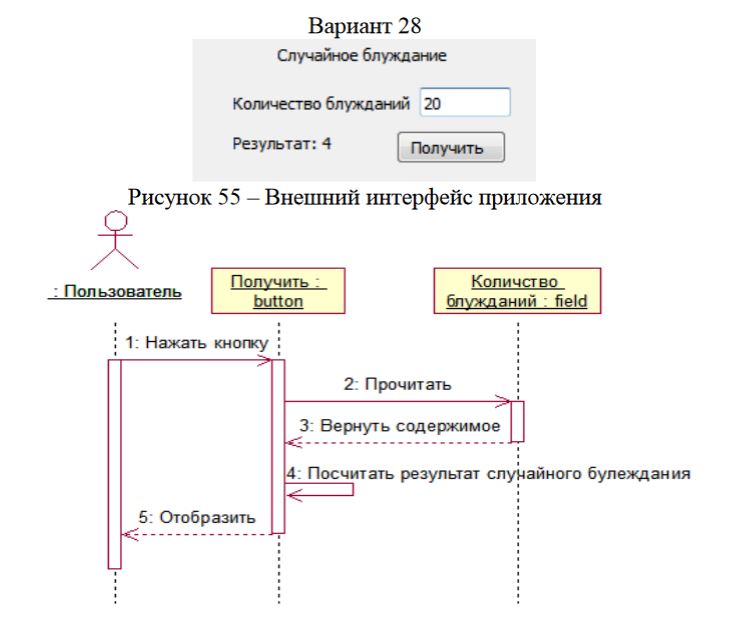 Вариант 28
Случайное блуждание
Количество блужданий 20
Результат: 4 Получить
Рисунок 55 – Внешний интерфейс приложения
: Пользователь
Получить :
button
Количство
блужданий : field
1: Нажать кнопку
2: Прочитать
3: Вернуть содержимое
4: Посчитать результат случайного булеждания
5: Отобразить